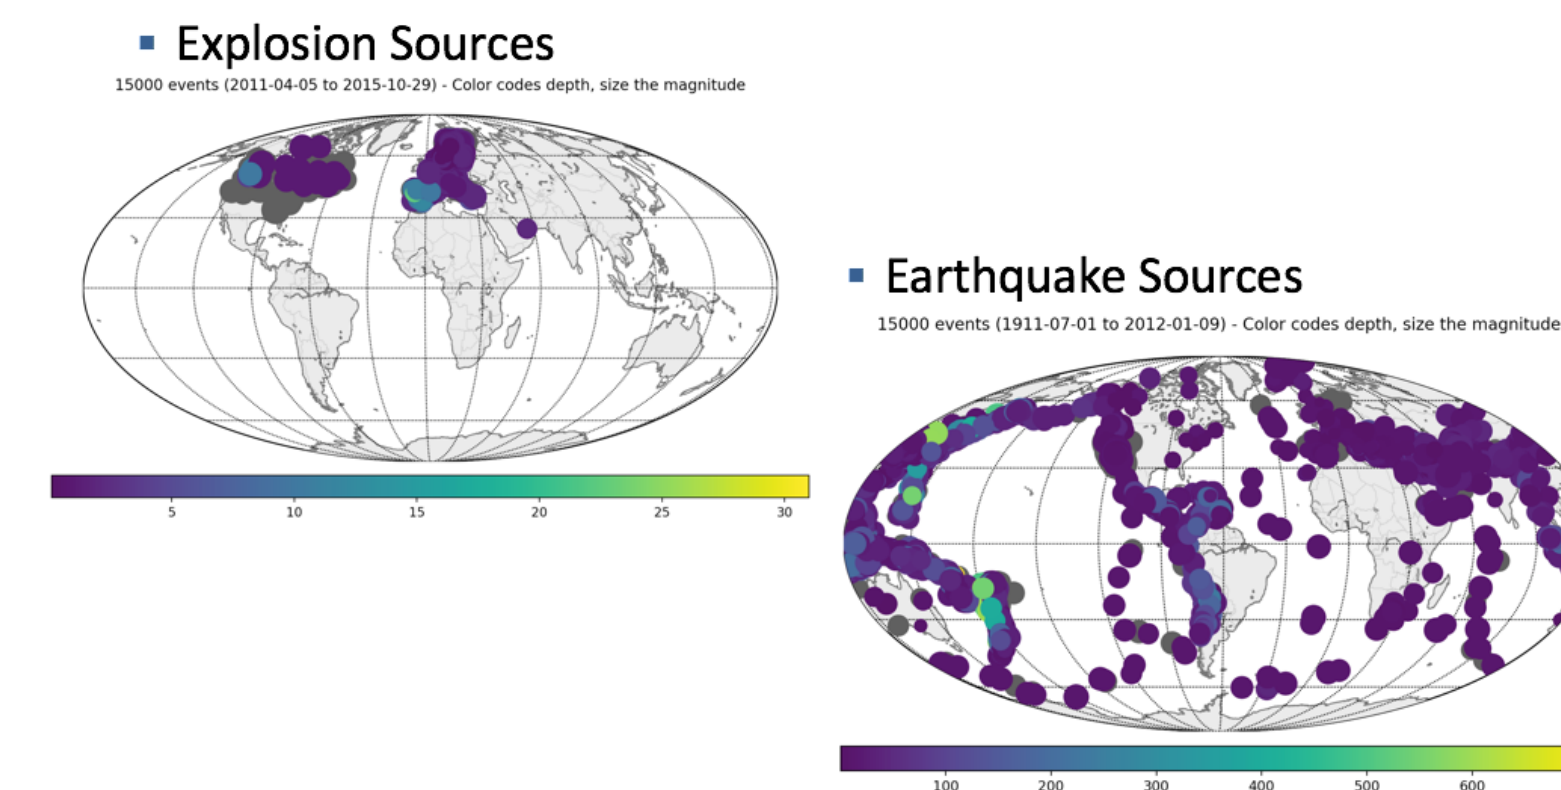 Explosion Sources
15000 events (2011-04-05 to 2015-10-29) - Color codes depth, size the magnitude
5 10 15 20 25 30
Earthquake Sources
15000 events (1911-07-01 to 2012-01-09) - Color codes depth, size the magnitude
100 200 300 400 500 600